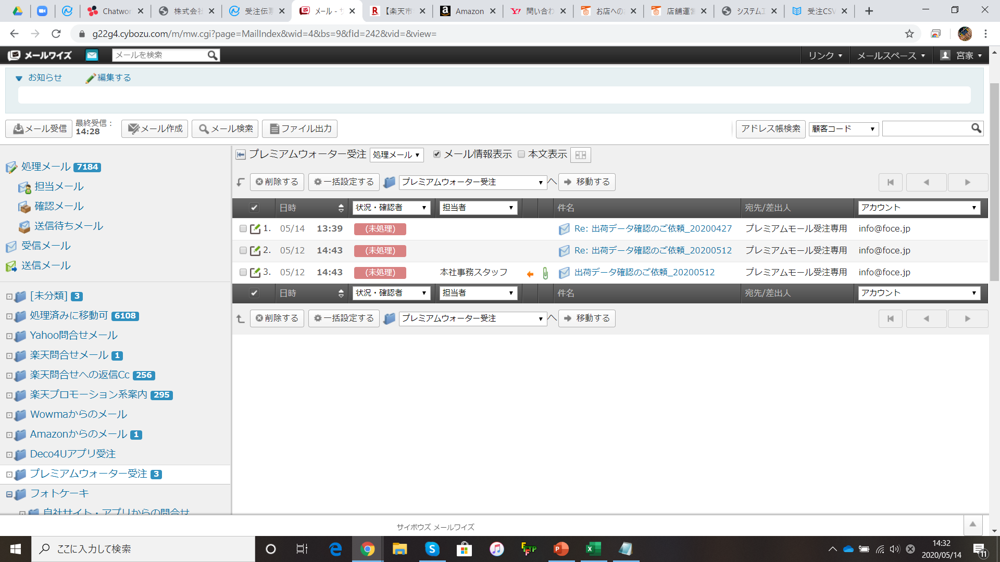 Chatwor
株式会社
受注伝票
メール - サ
【楽天市
Amazon
問い合わ
お店への
店舗運営
システムエ
受注CSV
g22g4.cybozu.com/m/mw.cgi?page=MailIndex&wid=4&bs=9&fid=242&vid=&view=
メールワイズ
メールを検索
リンク
メールスペース
宮家
お知らせ
編集する
メール受信
最終受信：
14:28
メール作成
メール検索
ファイル出力
アドレス帳検索
顧客コード
処理メール 7184
担当メール
確認メール
送信待ちメール
受信メール
送信メール
[未分類] 3
処理済みに移動可 6108
Yahoo問合せメール
楽天問合せメール 1
楽天問合せへの返信Cc 256
楽天プロモーション系案内 295
Wowmaからのメール
Amazonからのメール 1
Deco4Uアプリ受注
プレミアムウォーター受注 3
フォトケーキ
自社サイト・アプリからの問合せ
プレミアムウォーター受注 処理メール メール情報表示 本文表示
削除する 一括設定する プレミアムウォーター受注 へ 移動する
日時 状況・確認者 担当者 件名 宛先/差出人 アカウント
1. 05/14 13:39 (未処理) Re: 出荷データ確認のご依頼_20200427 プレミアムモール受注専用 info@foce.jp
2. 05/12 14:43 (未処理) Re: 出荷データ確認のご依頼_20200512 プレミアムモール受注専用 info@foce.jp
3. 05/12 14:43 (未処理) 本社事務スタッフ 出荷データ確認のご依頼_20200512 プレミアムモール受注専用 info@foce.jp
日時 状況・確認者 担当者 件名 宛先/差出人 アカウント
削除する 一括設定する プレミアムウォーター受注 へ 移動する
サイボウズ メールワイズ
ここに入力して検索
14:32
2020/05/14
11